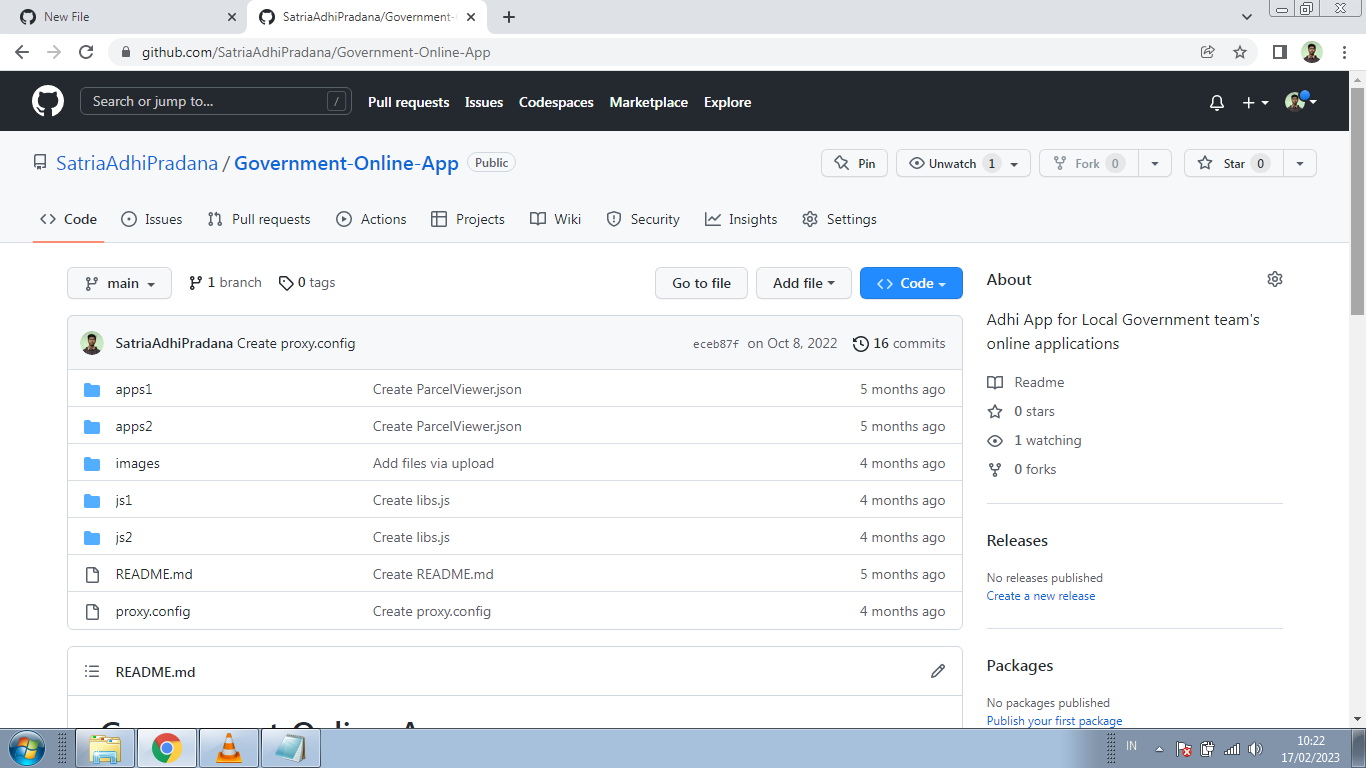 New File
SatriaAdhiPradana/Government-
github.com/SatriaAdhiPradana/Government-Online-App
Search or jump to... / Pull requests Issues Codespaces Marketplace Explore
SatriaAdhiPradana / Government-Online-App Public Pin Unwatch 1 Fork 0 Star 0
Code Issues Pull requests Actions Projects Wiki Security Insights Settings
main 1 branch 0 tags Go to file Add file Code
SatriaAdhiPradana Create proxy.config eceb87f on Oct 8, 2022 16 commits
apps1 Create ParcelViewer.json 5 months ago
apps2 Create ParcelViewer.json 5 months ago
images Add files via upload 4 months ago
js1 Create libs.js 4 months ago
js2 Create libs.js 4 months ago
README.md Create README.md 5 months ago
proxy.config Create proxy.config 4 months ago
README.md
About
Adhi App for Local Government team's
online applications
Readme
0 stars
1 watching
0 forks
Releases
No releases published
Create a new release
Packages
No packages published
Publish your first package
IN
10:22
17/02/2023